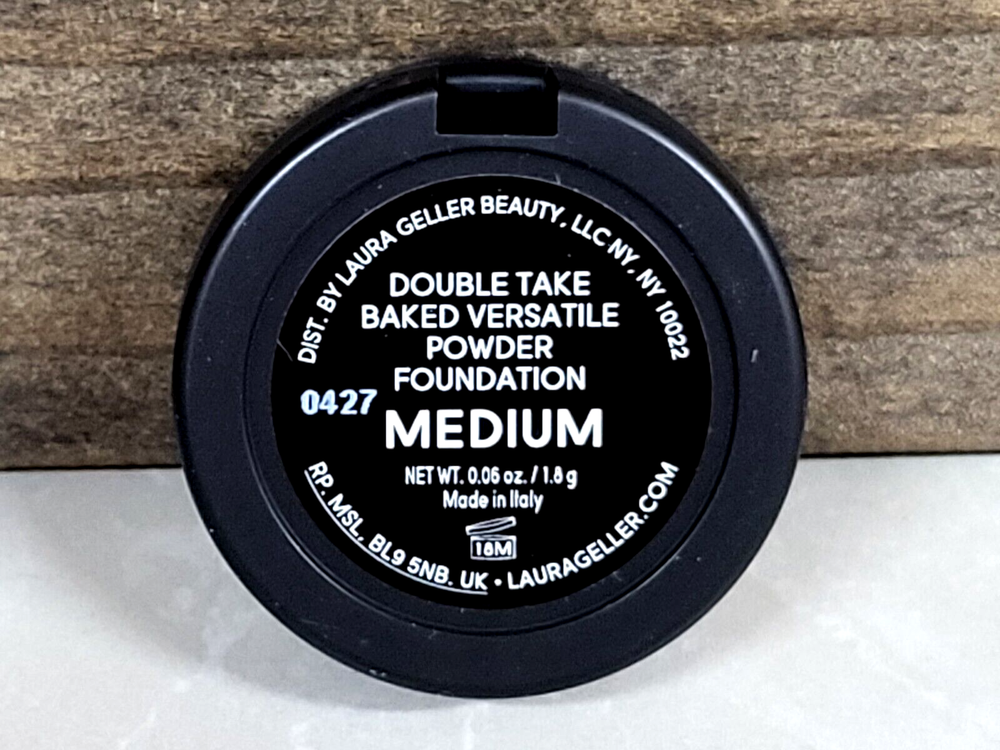 DIST. BY LAURA GELLER BEAUTY, LLC NY, NY 10022
DOUBLE TAKE
BAKED VERSATILE
POWDER
FOUNDATION
0427
MEDIUM
NET WT. 0.06 oz. / 1.8 g
Made in Italy
18M
RP. MSL, BL9 5NB. UK • LAURAGELLER.COM